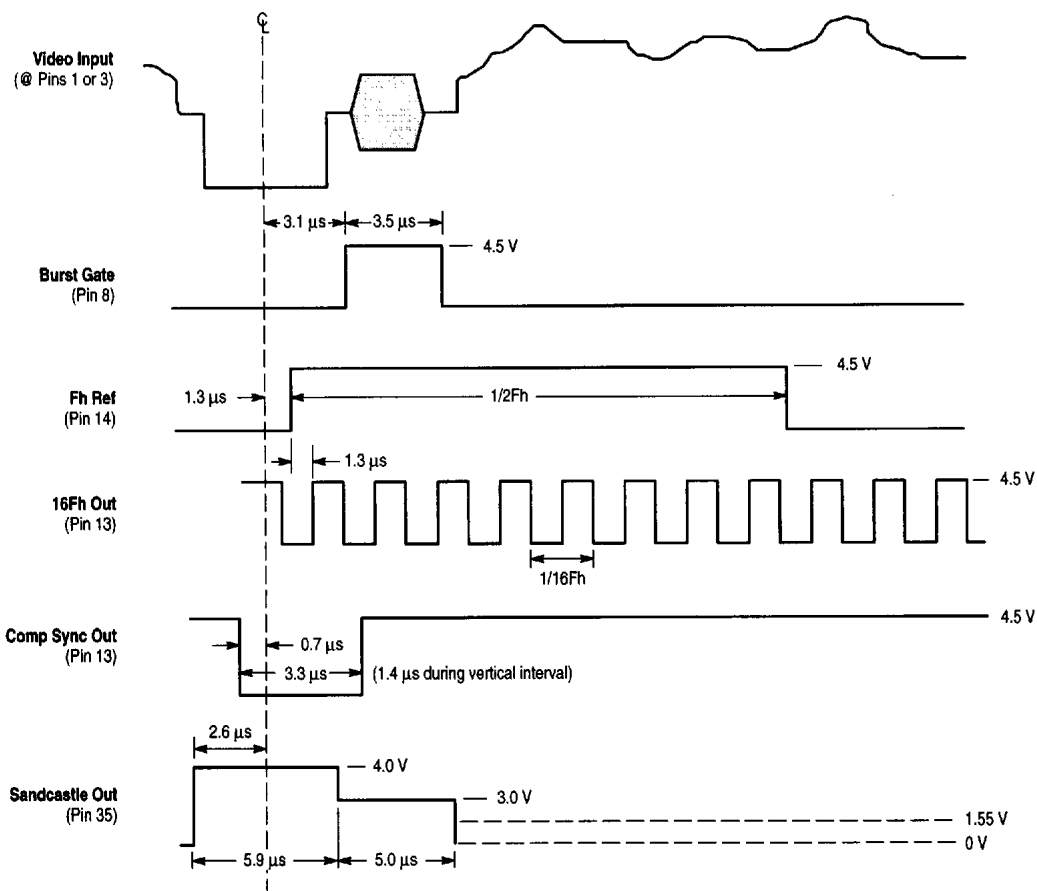 ℄
Video Input
(@ Pins 1 or 3)
3.1 µs
3.5 µs
4.5 V
Burst Gate
(Pin 8)
4.5 V
Fh Ref
(Pin 14)
1.3 µs
1/2Fh
1.3 µs
4.5 V
16Fh Out
(Pin 13)
1/16Fh
4.5 V
Comp Sync Out
(Pin 13)
0.7 µs
3.3 µs
(1.4 µs during vertical interval)
2.6 µs
4.0 V
Sandcastle Out
(Pin 35)
3.0 V
1.55 V
0 V
5.9 µs
5.0 µs